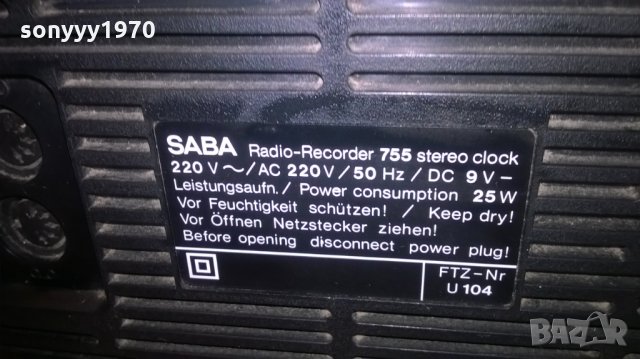 sonyyy1970
SABA Radio-Recorder 755 stereo clock
220 V ~/AC 220 V/50 Hz / DC 9 V –
Leistungsaufn. / Power consumption 25 W
Vor Feuchtigkeit schützen! / Keep dry!
Vor Öffnen Netzstecker ziehen!
Before opening disconnect power plug!
FTZ-Nr
U 104
BAZAR